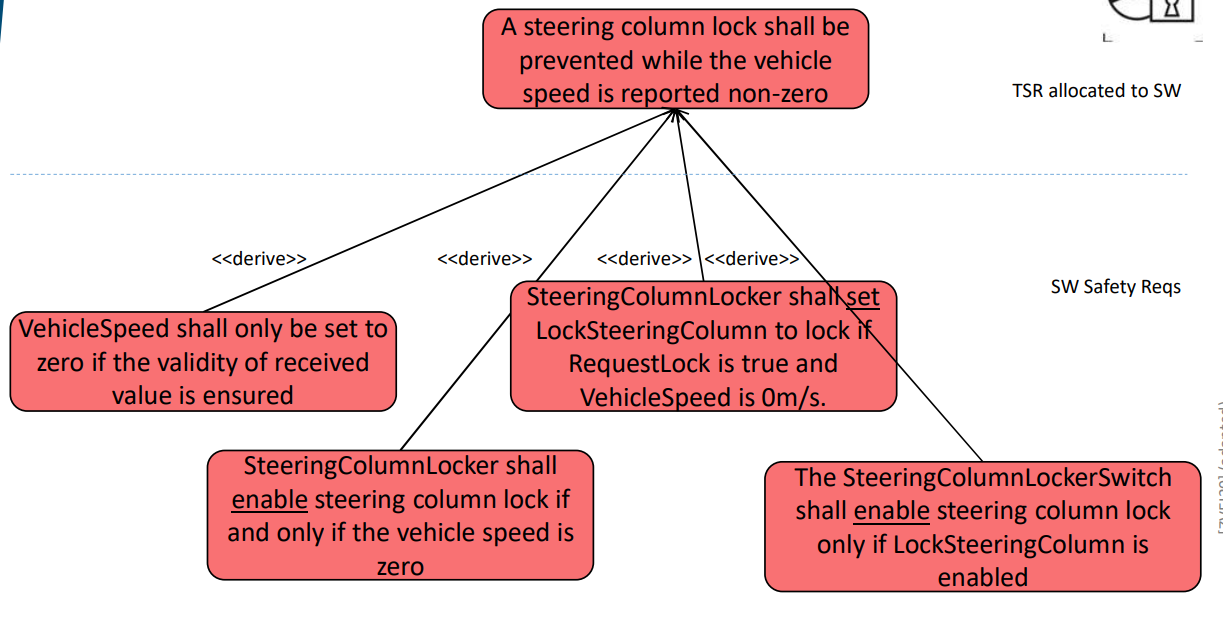 A steering column lock shall be
prevented while the vehicle
speed is reported non-zero
TSR allocated to SW
<<derive>>
<<derive>>
<<derive>>
<<derive>>
SW Safety Reqs
VehicleSpeed shall only be set to
zero if the validity of received
value is ensured
SteeringColumnLocker shall set
LockSteeringColumn to lock if
RequestLock is true and
VehicleSpeed is 0m/s.
SteeringColumnLocker shall
enable steering column lock if
and only if the vehicle speed is
zero
The SteeringColumnLockerSwitch
shall enable steering column lock
only if LockSteeringColumn is
enabled